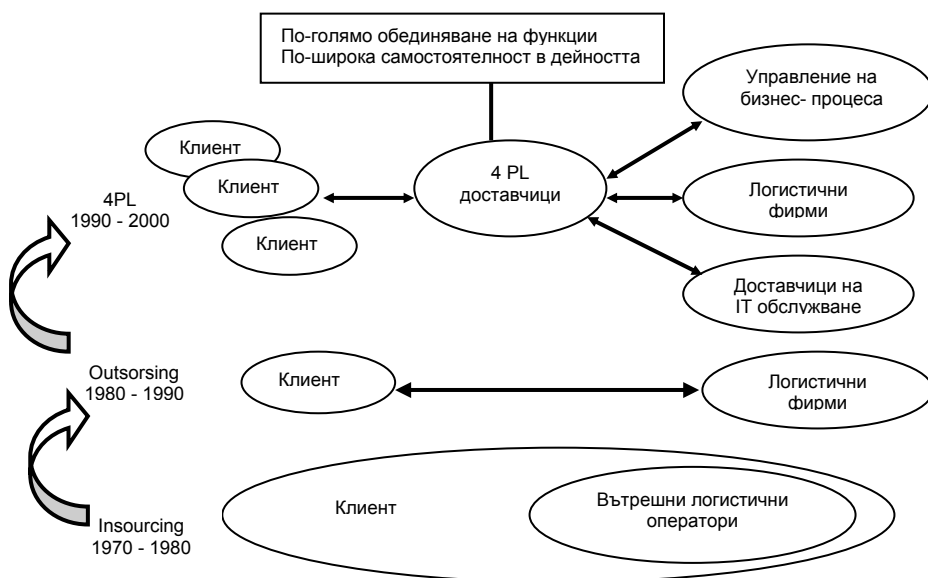 По-голямо обединяване на функции
По-широка самостоятелност в дейността
Управление на
бизнес- процеса
Клиент
Клиент
Клиент
4 PL
доставчици
Логистични
фирми
4PL
1990 - 2000
Доставчици на
IT обслужване
Outsorsing
1980 - 1990
Клиент
Логистични
фирми
Insourcing
1970 - 1980
Клиент
Вътрешни логистични
оператори